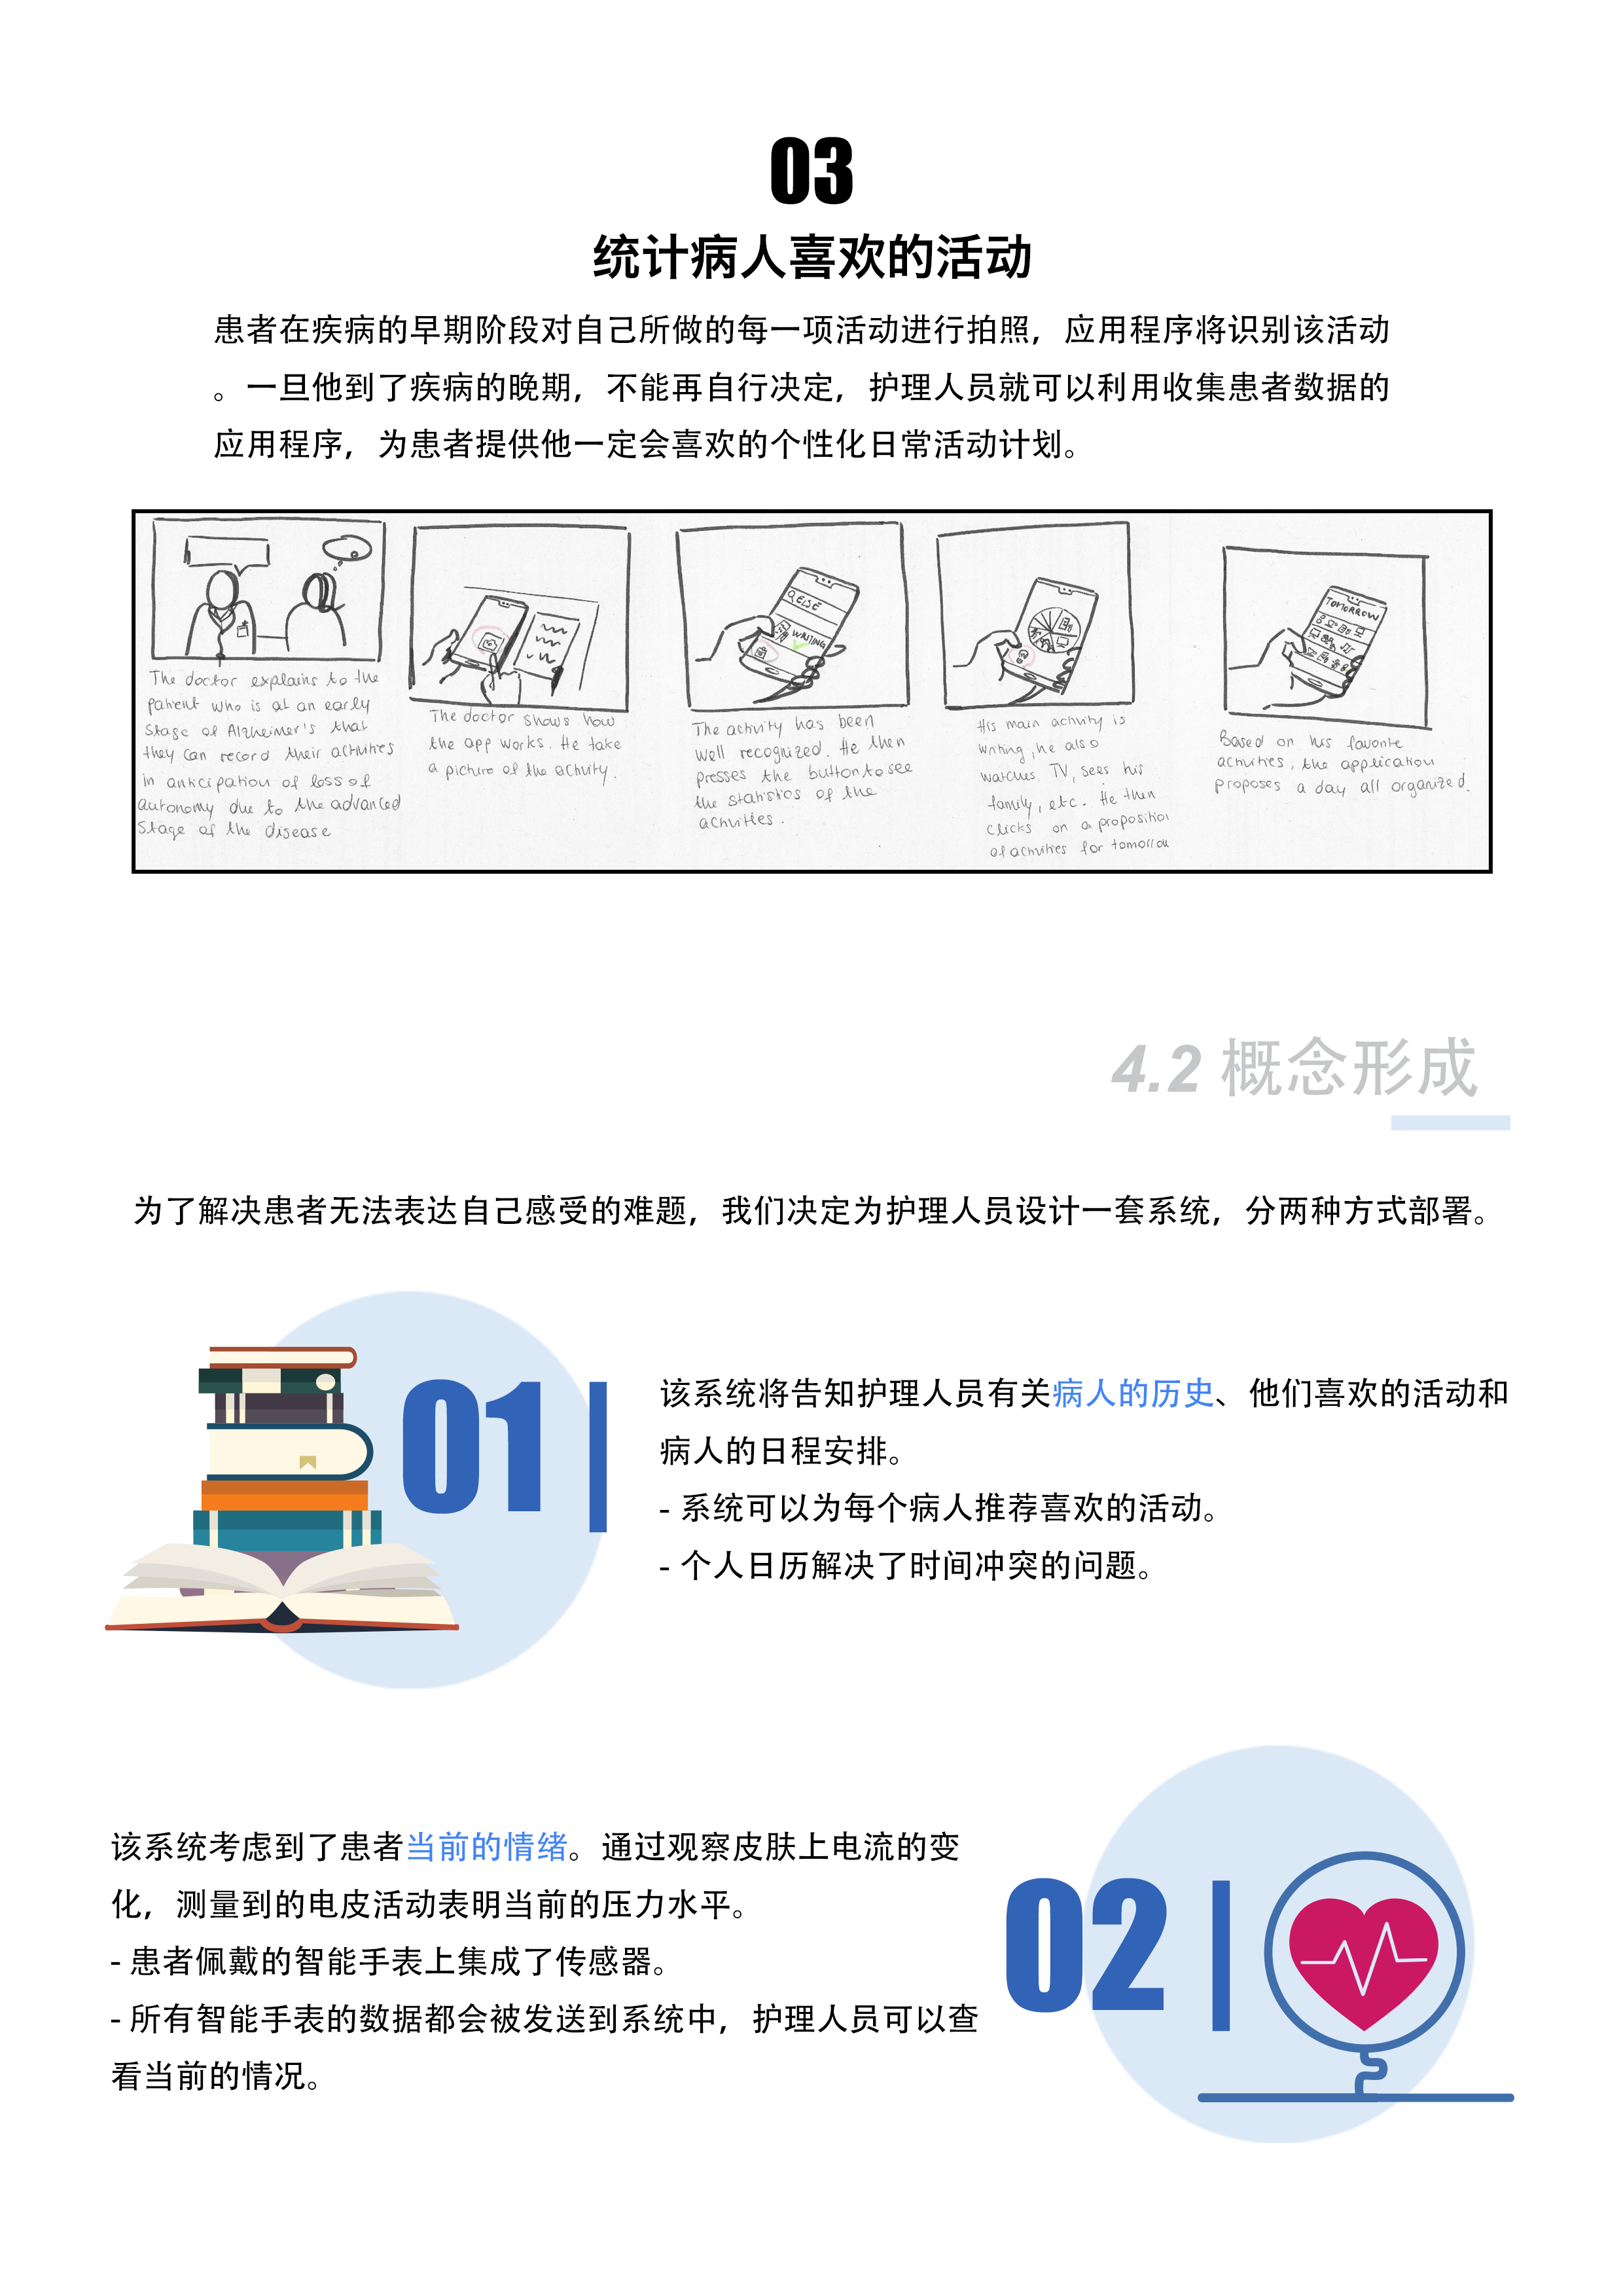 03
统计病人喜欢的活动
患者在疾病的早期阶段对自己所做的每一项活动进行拍照，应用程序将识别该活动
。一旦他到了疾病的晚期，不能再自行决定，护理人员就可以利用收集患者数据的
应用程序，为患者提供他一定会喜欢的个性化日常活动计划。
The doctor explains to the
patient who is at an early
stage of Alzheimer's that
they can record their activities
in anticipation of loss of
autonomy due to the advanced
stage of the disease
The doctor shows how
the app works. He take
a picture of the activity.
WRITING
The activity has been
well recognized. He then
presses the button to see
the statistics of the
activities.
His main activity is
writing, he also
watches TV, sees his
family, etc. He then
clicks on a proposition
of activities for tomorrow
TOMORROW
Based on his favorite
activities, the application
proposes a day all organized.
4.2 概念形成
为了解决患者无法表达自己感受的难题，我们决定为护理人员设计一套系统，分两种方式部署。
01
该系统将告知护理人员有关病人的历史、他们喜欢的活动和
病人的日程安排。
- 系统可以为每个病人推荐喜欢的活动。
- 个人日历解决了时间冲突的问题。
该系统考虑到了患者当前的情绪。通过观察皮肤上电流的变
化，测量到的电皮活动表明当前的压力水平。
- 患者佩戴的智能手表上集成了传感器。
- 所有智能手表的数据都会被发送到系统中，护理人员可以查
看当前的情况。
02